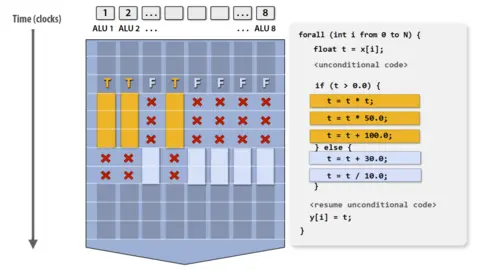 Time (clocks)
1 2 ... 8
ALU 1 ALU 2 ... ... ALU 8
T T F T F F F F
forall (int i from 0 to N) {
float t = x[i];
<unconditional code>
if (t > 0.0) {
t = t * t;
t = t * 50.0;
t = t + 100.0;
} else {
t = t + 30.0;
t = t / 10.0;
}
<resume unconditional code>
y[i] = t;
}